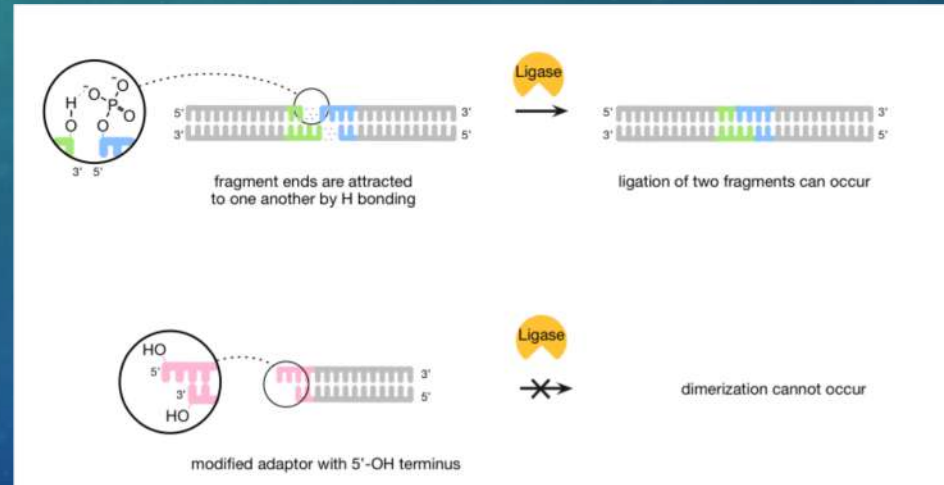 H
O
-O
O-
P
O
O
3' 5'
5'
3'
3'
5'
Ligase
5'
3'
3'
5'
fragment ends are attracted
to one another by H bonding
ligation of two fragments can occur
HO
5'
3'
HO
3'
5'
Ligase
dimerization cannot occur
modified adaptor with 5'-OH terminus